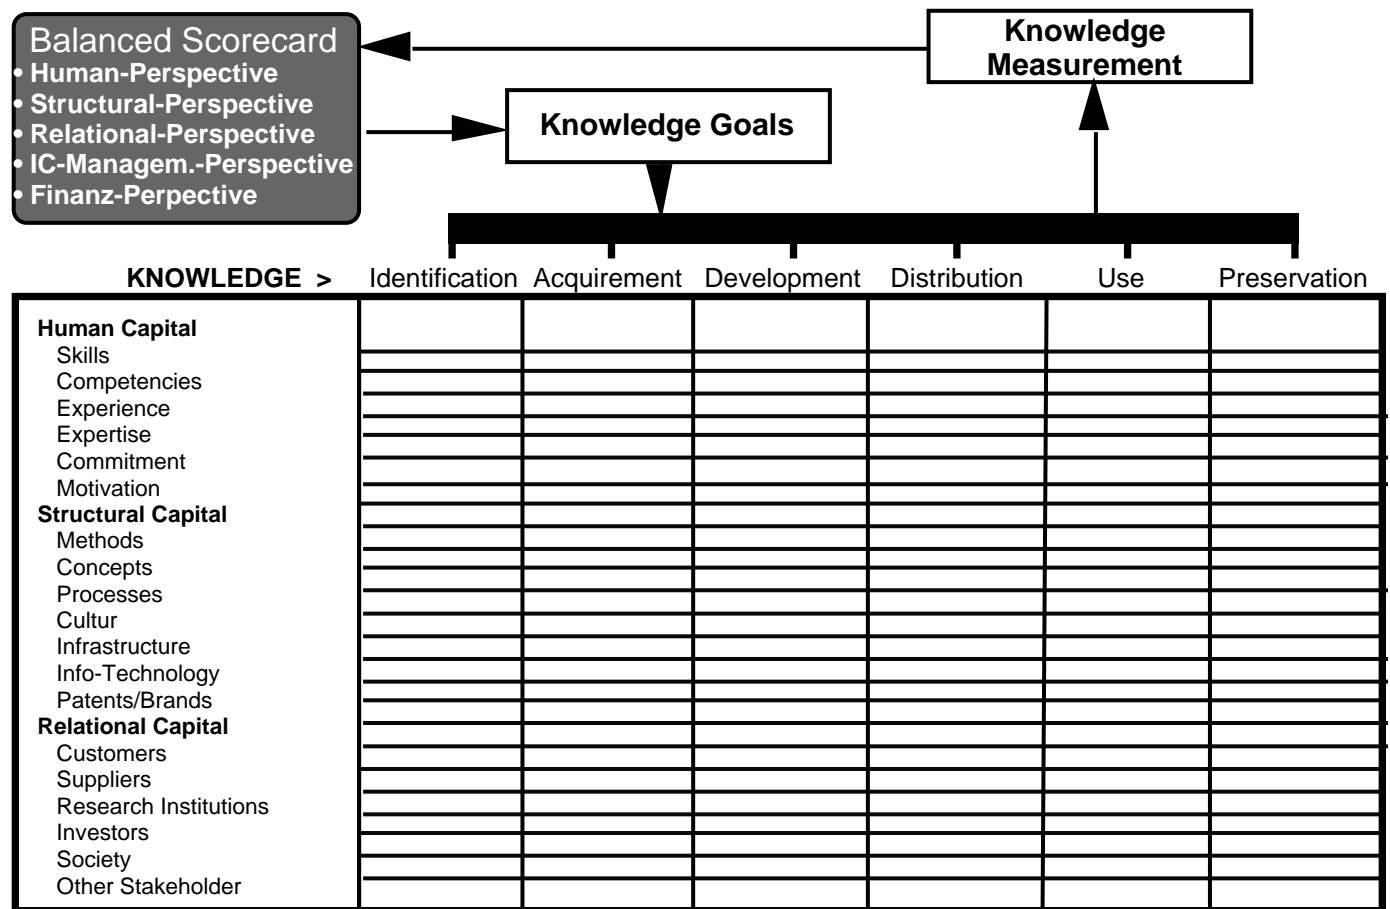 Balanced Scorecard
• Human-Perspective
• Structural-Perspective
• Relational-Perspective
• IC-Managem.-Perspective
• Finanz-Perpective
Knowledge
Measurement
Knowledge Goals
KNOWLEDGE > Identification Acquirement Development Distribution Use Preservation
Human Capital
Skills
Competencies
Experience
Expertise
Commitment
Motivation
Structural Capital
Methods
Concepts
Processes
Cultur
Infrastructure
Info-Technology
Patents/Brands
Relational Capital
Customers
Suppliers
Research Institutions
Investors
Society
Other Stakeholder